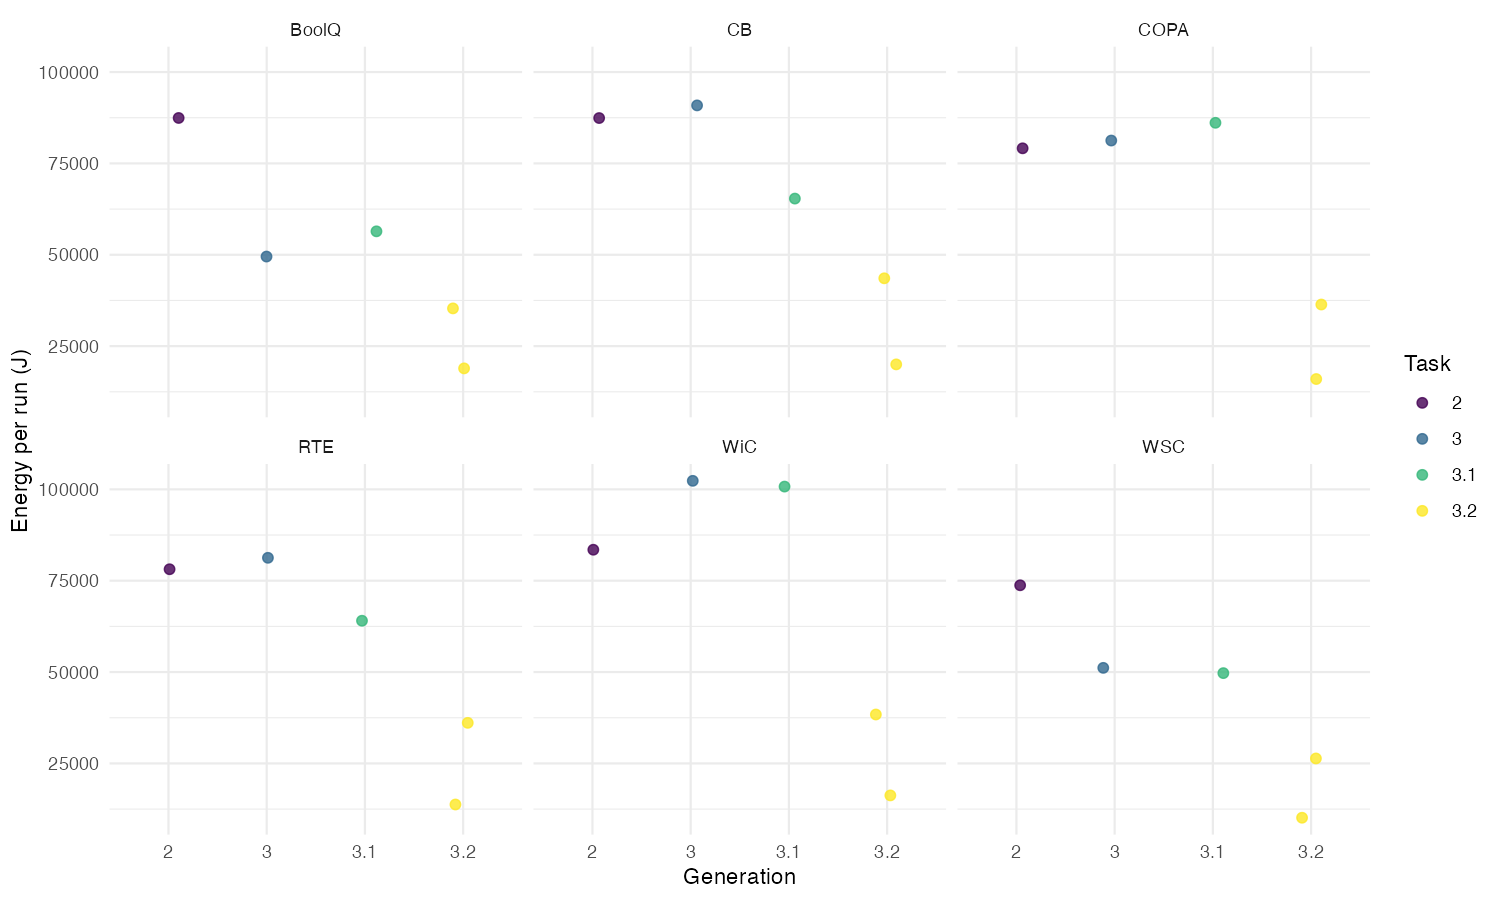 BoolQ
CB
COPA
100000
75000
50000
25000
RTE
WiC
WSC
100000
75000
50000
25000
2 3 3.1 3.2
2 3 3.1 3.2
2 3 3.1 3.2
Generation
Energy per run (J)
Task
2
3
3.1
3.2